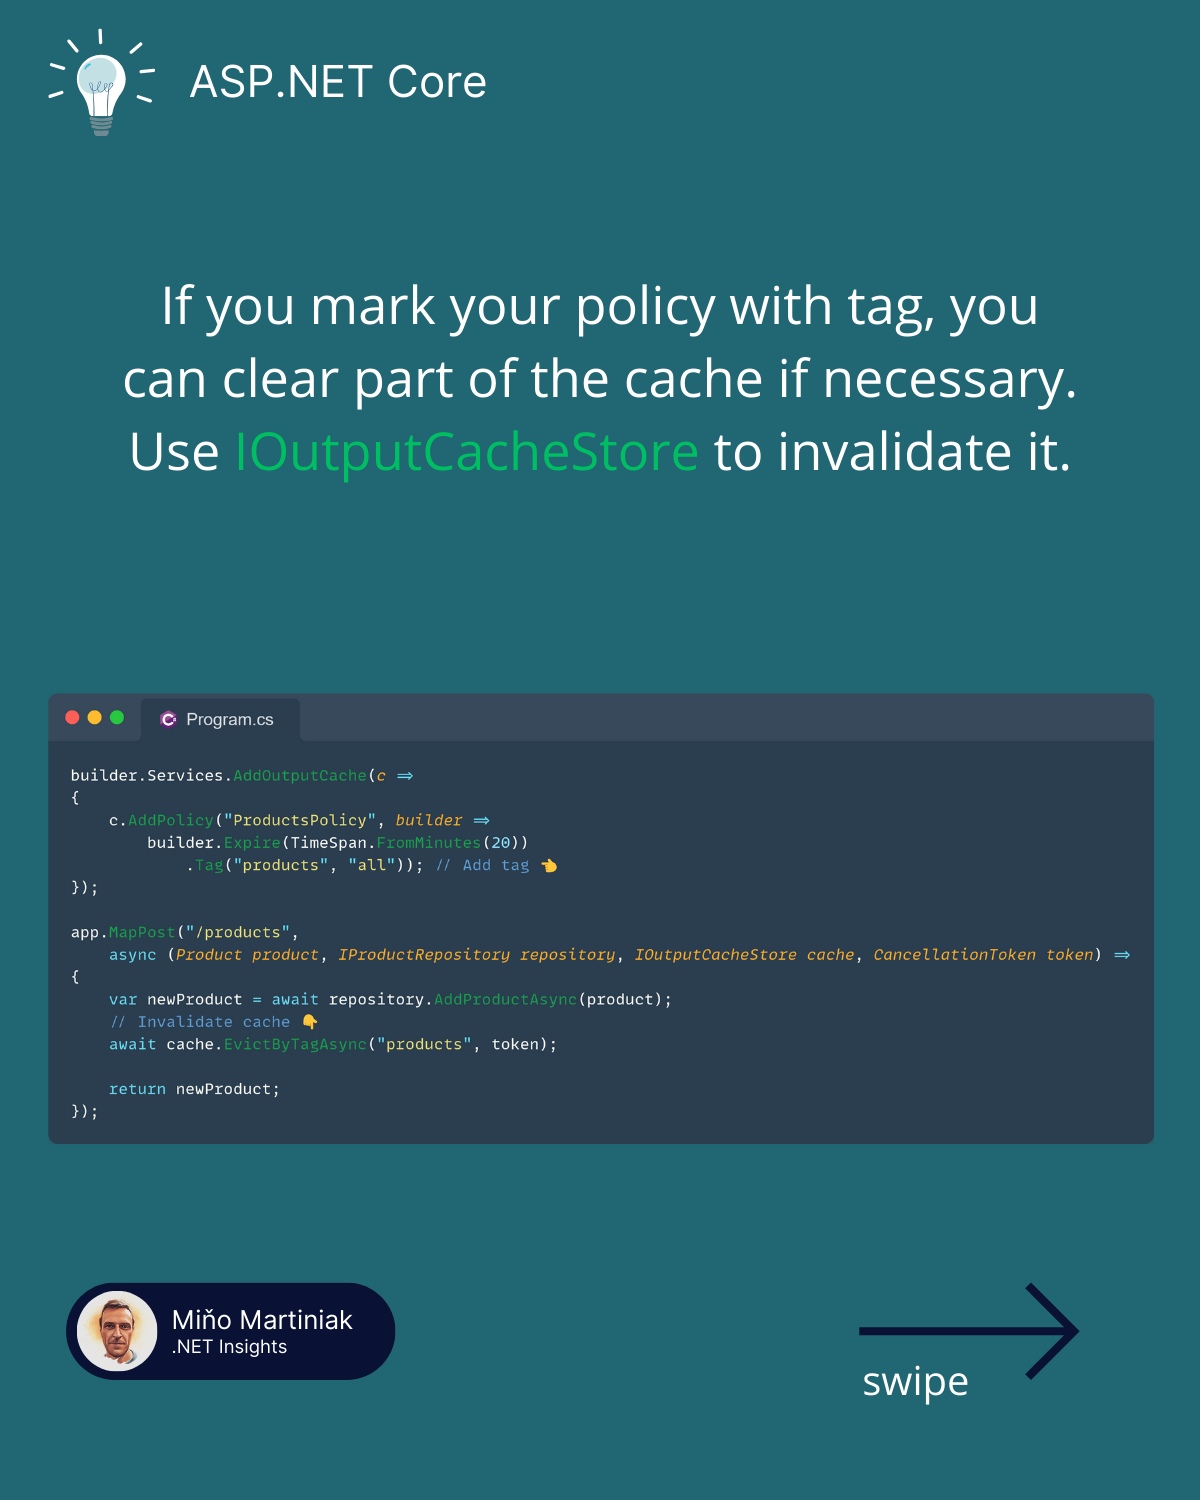 ASP.NET Core
If you mark your policy with tag, you
can clear part of the cache if necessary.
Use IOutputCacheStore to invalidate it.
Program.cs
builder.Services.AddOutputCache(c =>
{
    c.AddPolicy("ProductsPolicy", builder =>
        builder.Expire(TimeSpan.FromMinutes(20))
            .Tag("products", "all")); // Add tag 👈
});

app.MapPost("/products",
    async (Product product, IProductRepository repository, IOutputCacheStore cache, CancellationToken token) =>
{
    var newProduct = await repository.AddProductAsync(product);
    // Invalidate cache 👇
    await cache.EvictByTagAsync("products", token);

    return newProduct;
});
Miňo Martiniak
.NET Insights
swipe